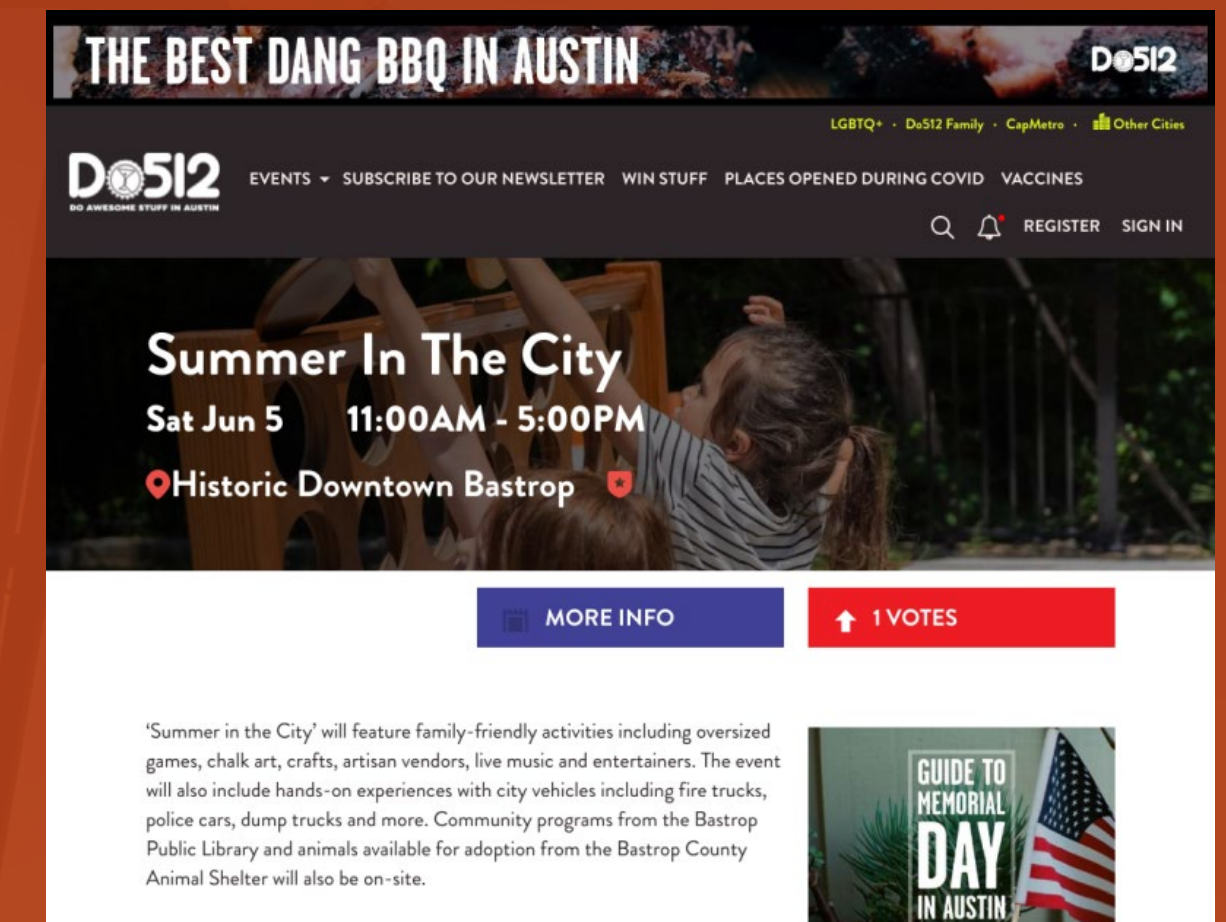 THE BEST DANG BBQ IN AUSTIN
Do512
LGBTQ+ · Do512 Family · CapMetro · Other Cities
Do512
DO AWESOME STUFF IN AUSTIN
EVENTS SUBSCRIBE TO OUR NEWSLETTER WIN STUFF PLACES OPENED DURING COVID VACCINES
REGISTER SIGN IN
Summer In The City
Sat Jun 5 11:00AM - 5:00PM
Historic Downtown Bastrop
MORE INFO
1 VOTES
‘Summer in the City’ will feature family-friendly activities including oversized
games, chalk art, crafts, artisan vendors, live music and entertainers. The event
will also include hands-on experiences with city vehicles including fire trucks,
police cars, dump trucks and more. Community programs from the Bastrop
Public Library and animals available for adoption from the Bastrop County
Animal Shelter will also be on-site.
GUIDE TO
MEMORIAL
DAY
IN AUSTIN